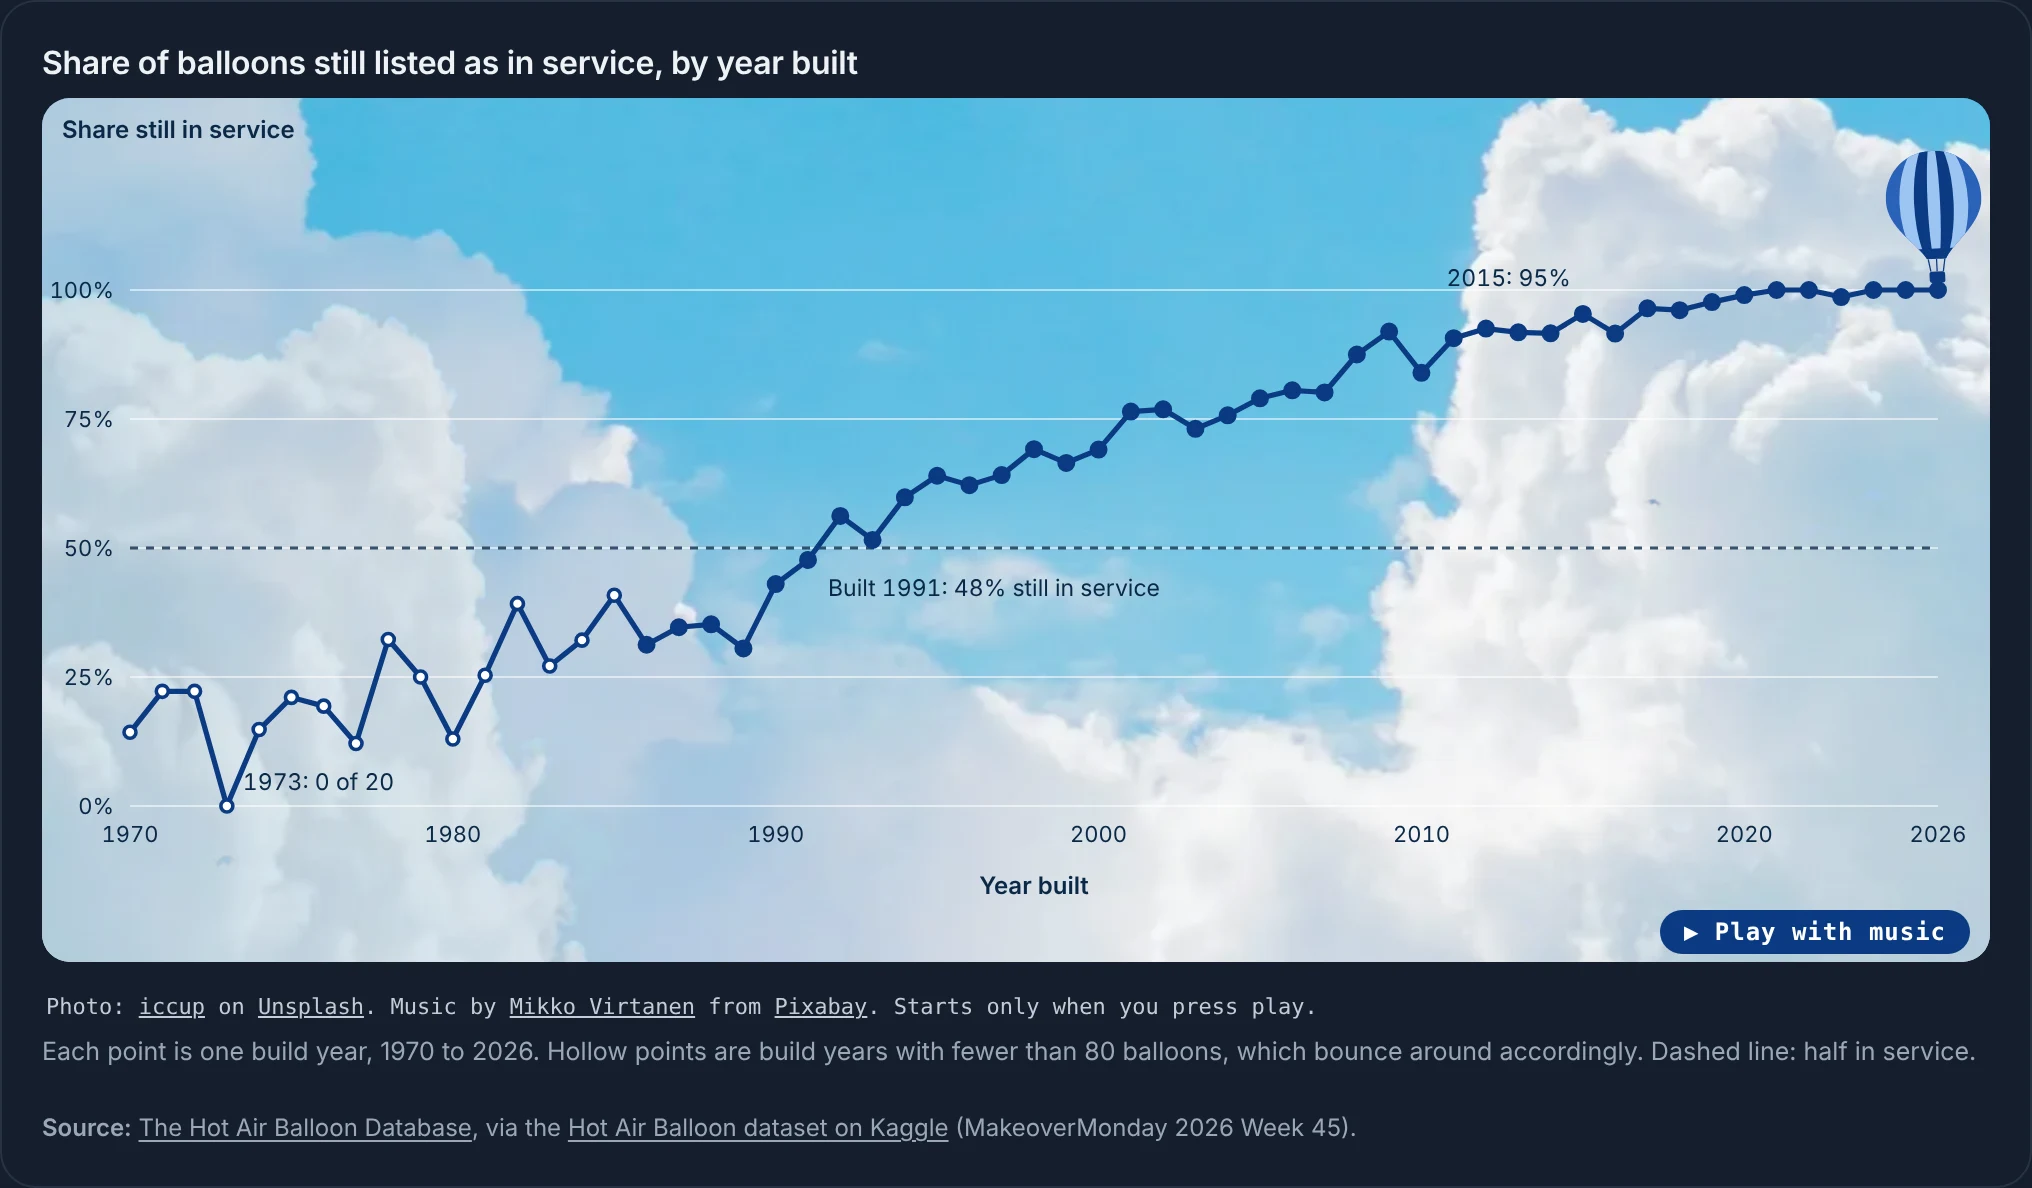 Share of balloons still listed as in service, by year built
Share still in service
2015: 95%
100%
75%
50%
Built 1991: 48% still in service
25%
1973: 0 of 20
0%
1970 1980 1990 2000 2010 2020 2026
Year built
▶ Play with music
Photo: iccup on Unsplash. Music by Mikko Virtanen from Pixabay. Starts only when you press play.
Each point is one build year, 1970 to 2026. Hollow points are build years with fewer than 80 balloons, which bounce around accordingly. Dashed line: half in service.
Source: The Hot Air Balloon Database, via the Hot Air Balloon dataset on Kaggle (MakeoverMonday 2026 Week 45).